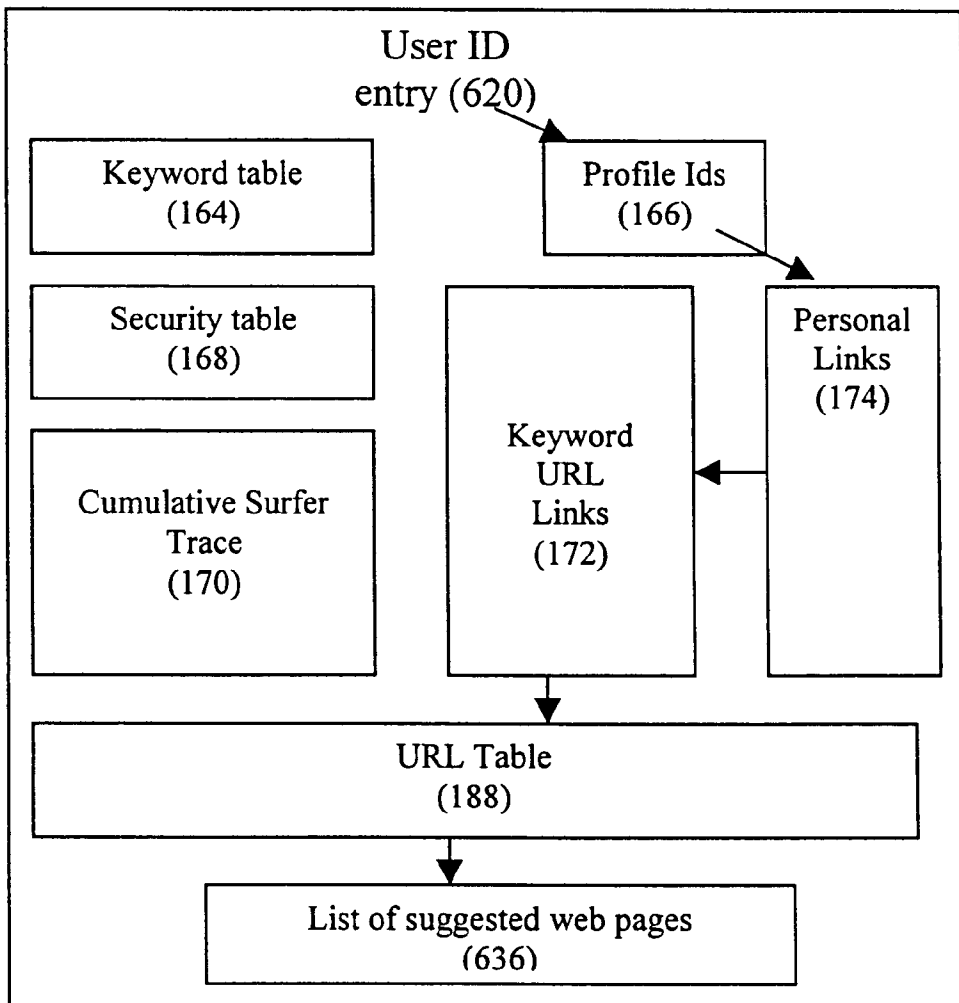 User ID
entry (620)
Keyword table
(164)
Profile Ids
(166)
Security table
(168)
Personal
Links
(174)
Keyword
URL
Links
(172)
Cumulative Surfer
Trace
(170)
URL Table
(188)
List of suggested web pages
(636)